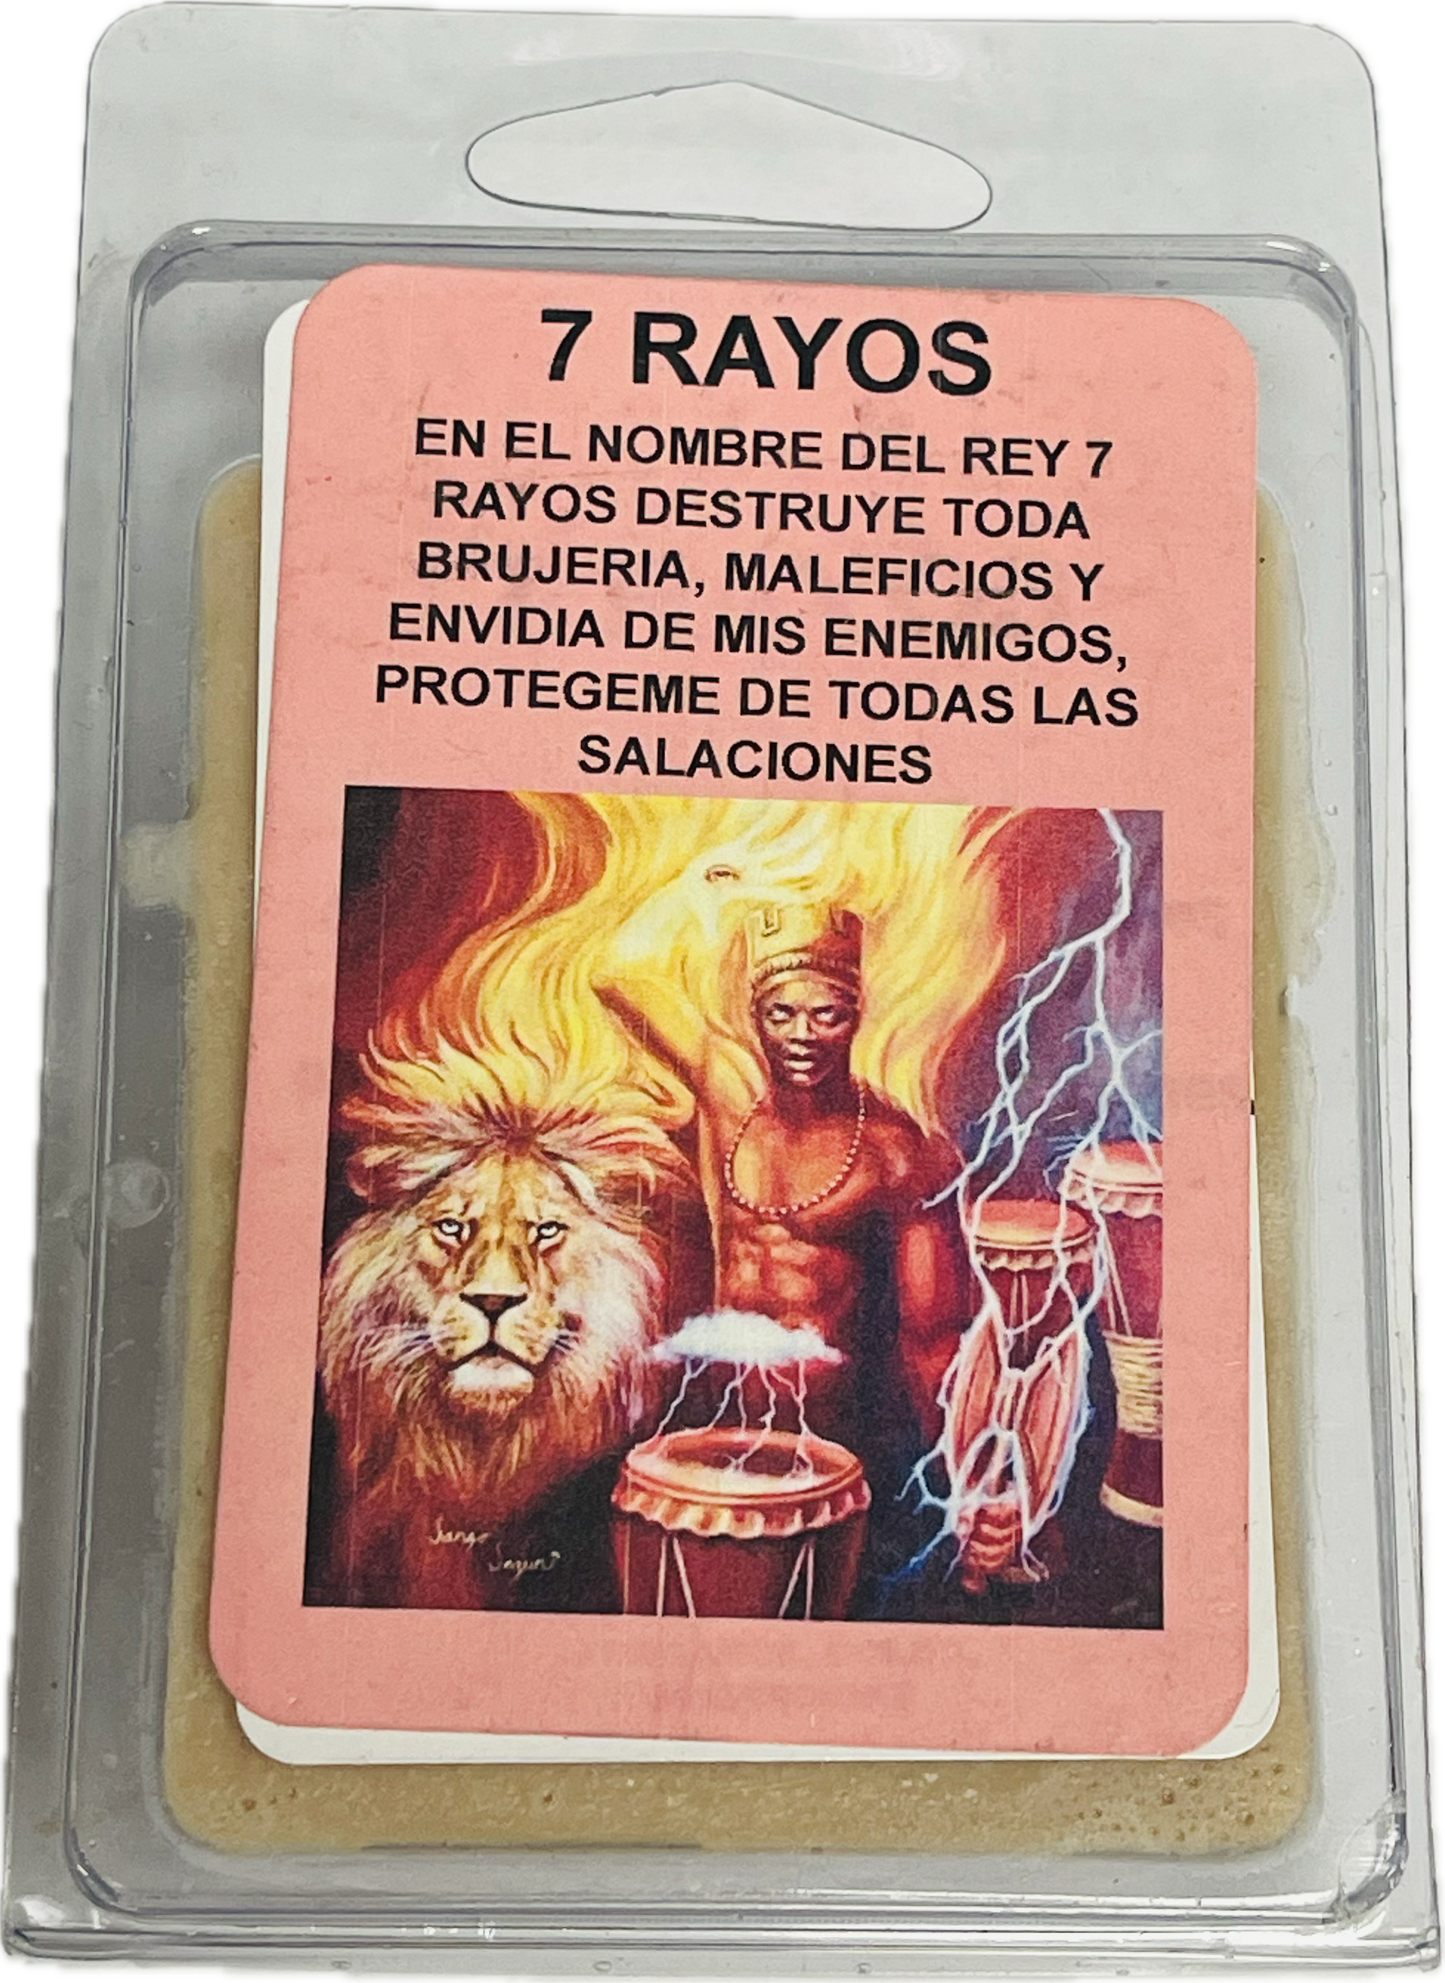 7 RAYOS
EN EL NOMBRE DEL REY 7
RAYOS DESTRUYE TODA
BRUJERIA, MALEFICIOS Y
ENVIDIA DE MIS ENEMIGOS,
PROTEGEME DE TODAS LAS
SALACIONES